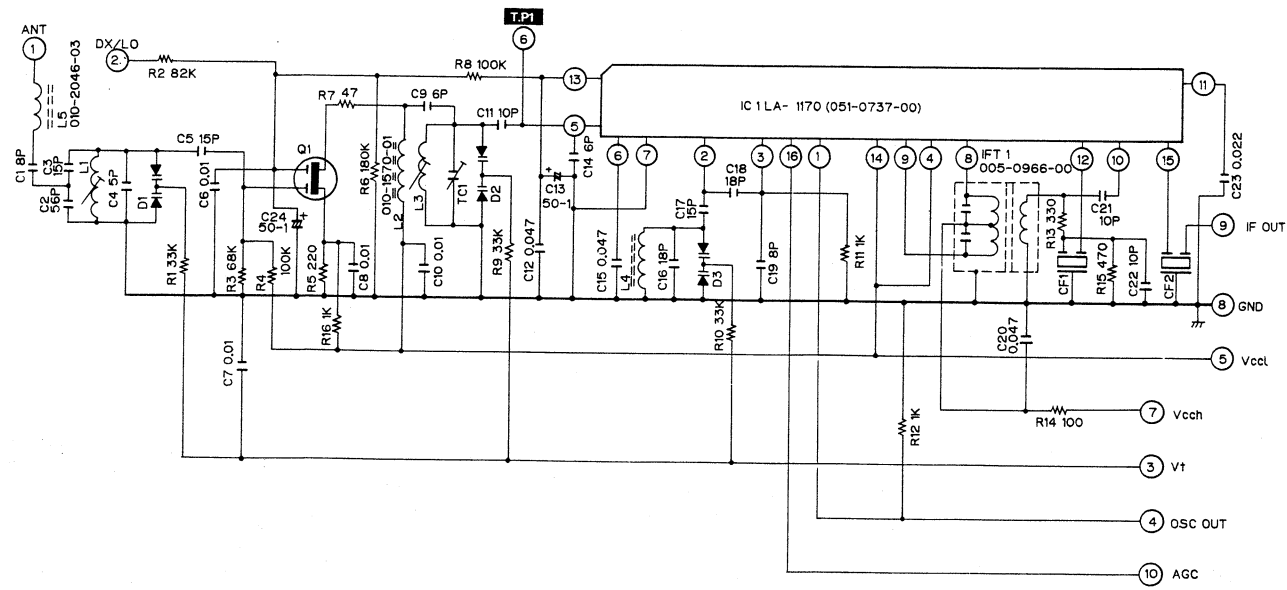 T.P1
6
ANT
1
DX/LO
2
R2 82K
R8 100K
13
11
IC 1 LA- 1170 (051-0737-00)
010-2046-03
L5
R7 47
C9 6P
C11 10P
5
6
7
2
3
16
1
14
9
4
8
12
10
15
IFT 1
005-0966-00
C1 8P
C3
15P
C2
56P
L1
C4 5P
D1
C5 15P
C6 0.01
Q1
C24
50-1
R6 180K
010-1570-01
L2
L3
TC1
D2
C14 6P
C13
50-1
C18
18P
C17
15P
C21
10P
C23 0.022
9
IF OUT
R1 33K
R3 68K
R4
100K
R5 220
C8 0.01
C10 0.01
R9 33K
C12 0.047
C15 0.047
L4
C16 18P
D3
C19 8P
R11 1K
R13 330
CF1
R15 470
C22 10P
CF2
8
GND
R16 1K
R10 33K
C20
0.047
5
Vccl
C7 0.01
R12 1K
R14 100
7
Vcch
3
Vt
4
OSC OUT
10
AGC